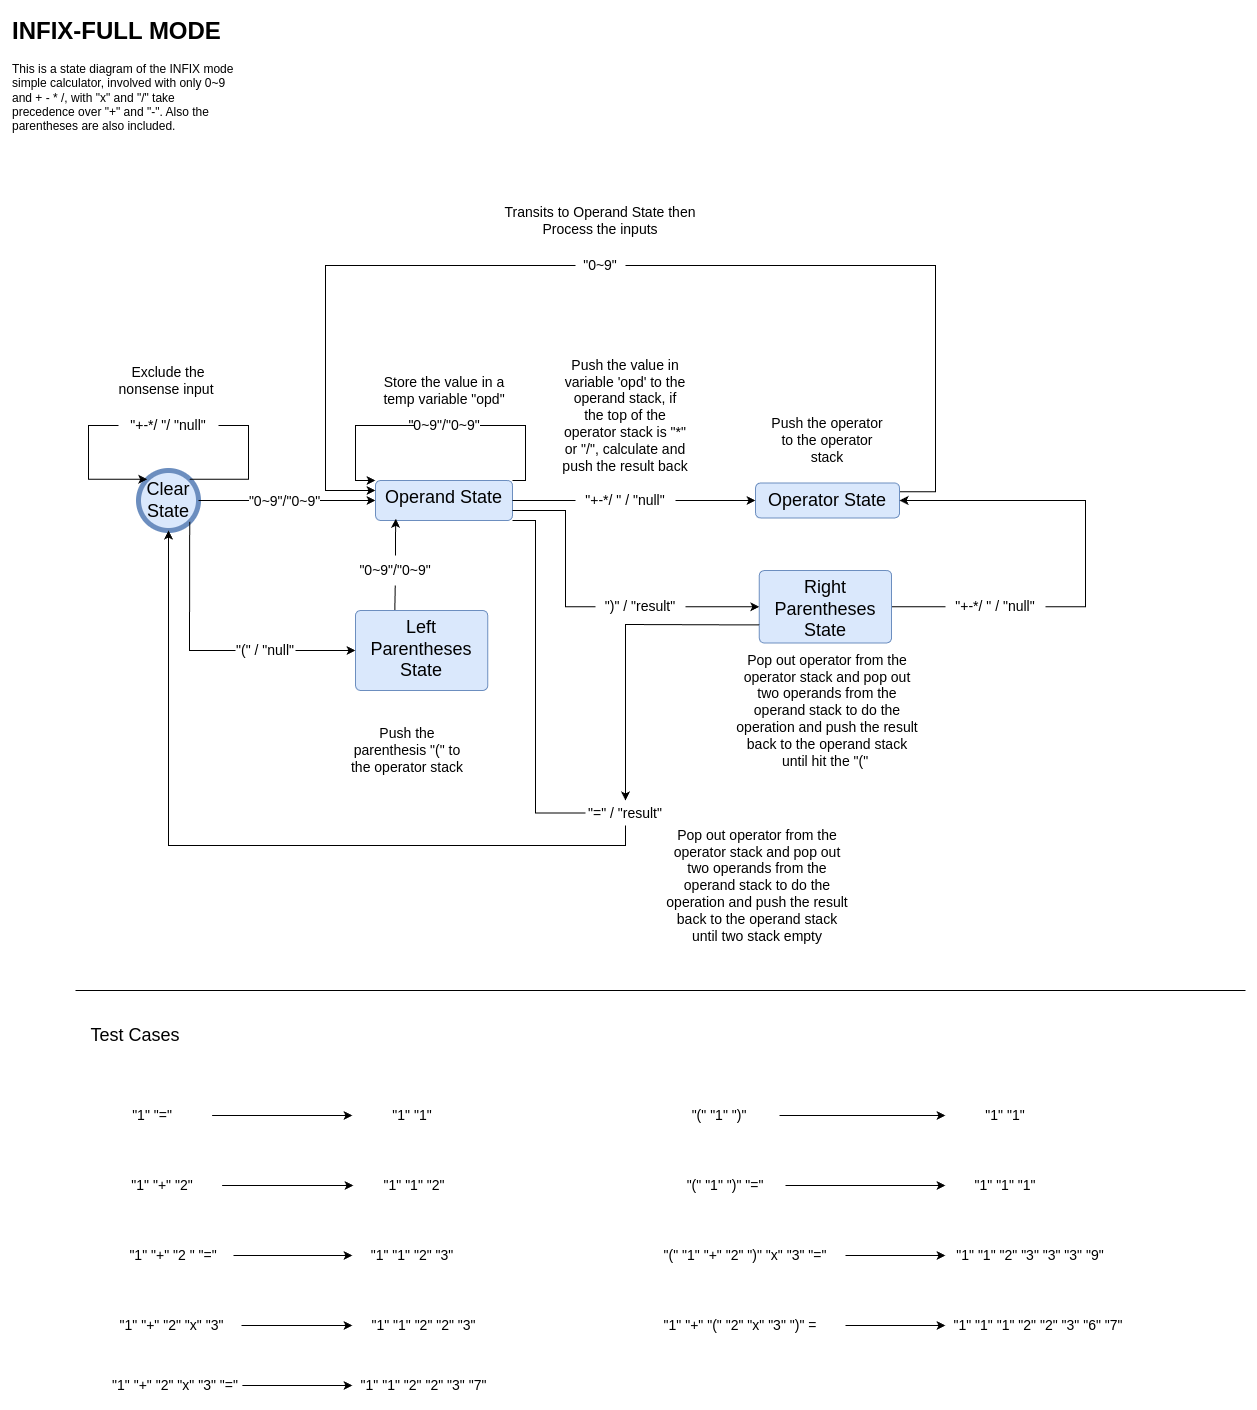 INFIX-FULL MODE
This is a state diagram of the INFIX mode
simple calculator, involved with only 0~9
and + - * /, with "x" and "/" take
precedence over "+" and "-". Also the
parentheses are also included.
Transits to Operand State then
Process the inputs
"0~9"
Exclude the
nonsense input
"+-*/ "/ "null"
Clear
State
"0~9"/"0~9"
Store the value in a
temp variable "opd"
"0~9"/"0~9"
Operand State
Push the value in
variable 'opd' to the
operand stack, if
the top of the
operator stack is "*"
or "/", calculate and
push the result back
"+-*/ " / "null"
Push the operator
to the operator
stack
Operator State
"0~9"/"0~9"
")" / "result"
Right
Parentheses
State
"+-*/ " / "null"
"(" / "null"
Left
Parentheses
State
Pop out operator from the
operator stack and pop out
two operands from the
operand stack to do the
operation and push the result
back to the operand stack
until hit the "("
Push the
parenthesis "(" to
the operator stack
"=" / "result"
Pop out operator from the
operator stack and pop out
two operands from the
operand stack to do the
operation and push the result
back to the operand stack
until two stack empty
Test Cases
"1" "="
"1" "1"
"(" "1" ")"
"1" "1"
"1" "+" "2"
"1" "1" "2"
"(" "1" ")" "="
"1" "1" "1"
"1" "+" "2 " "="
"1" "1" "2" "3"
"(" "1" "+" "2" ")" "x" "3" "="
"1" "1" "2" "3" "3" "3" "9"
"1" "+" "2" "x" "3"
"1" "1" "2" "2" "3"
"1" "+" "(" "2" "x" "3" ")" =
"1" "1" "1" "2" "2" "3" "6" "7"
"1" "+" "2" "x" "3" "="
"1" "1" "2" "2" "3" "7"